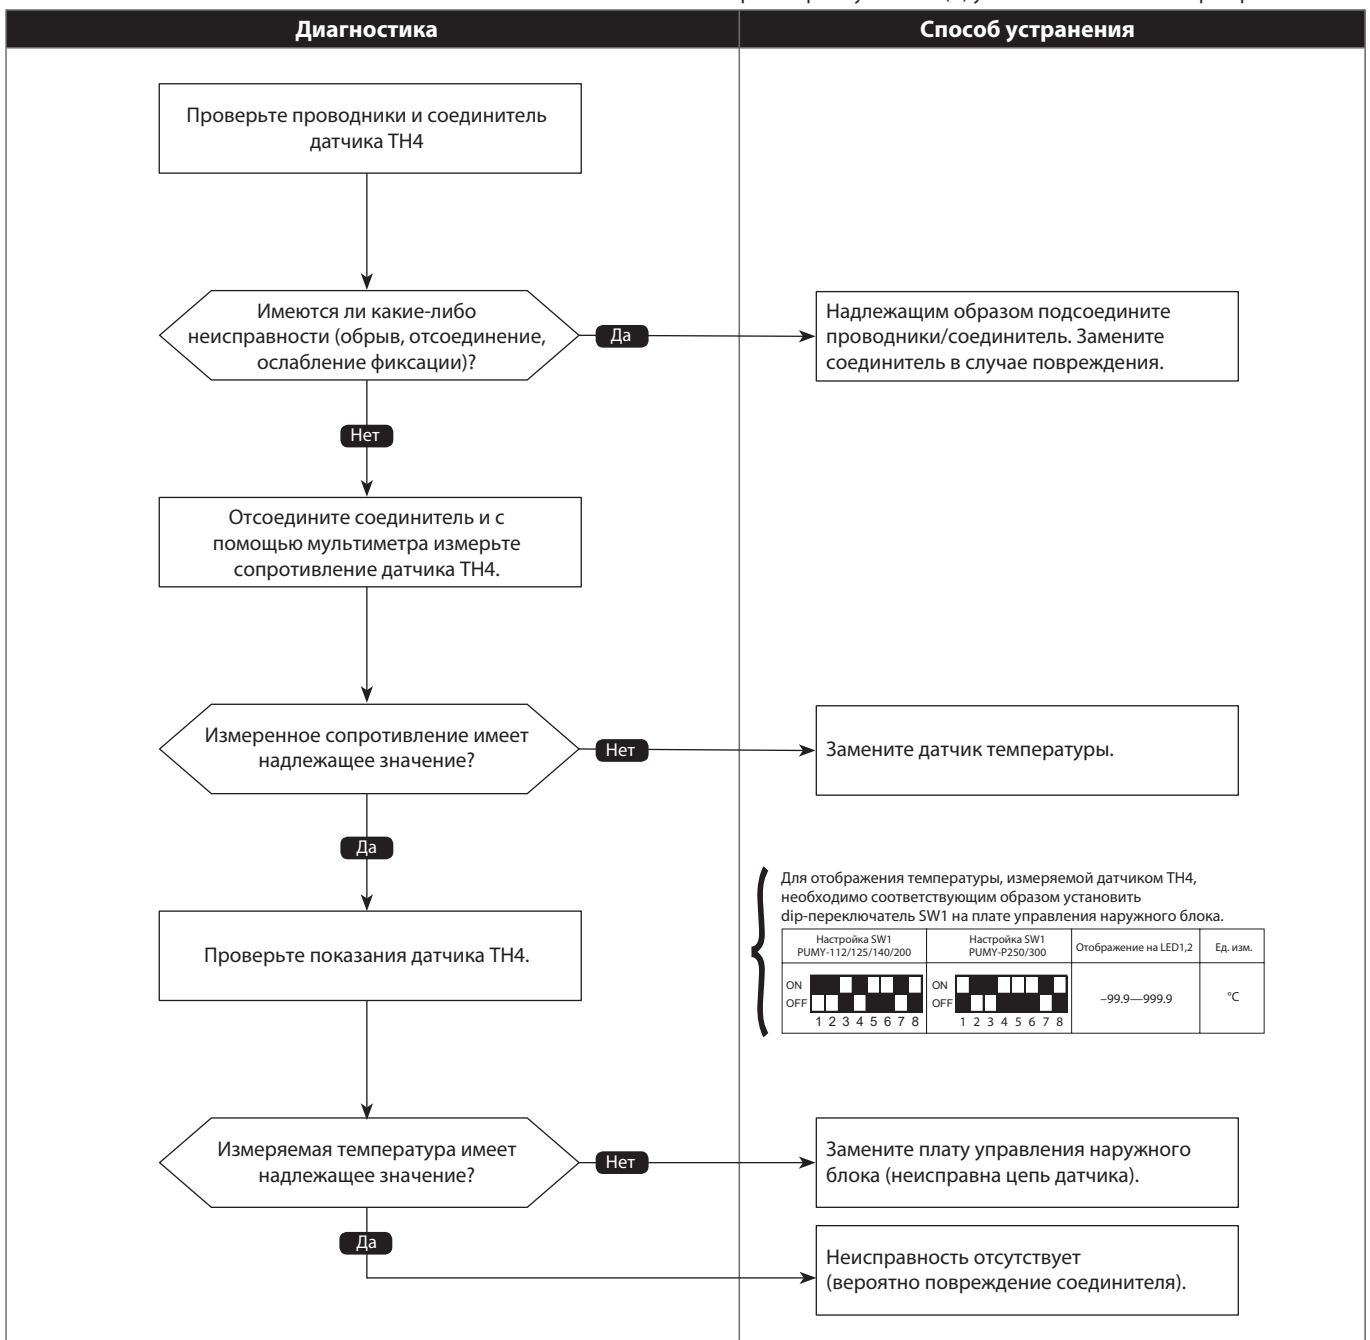 Диагностика
Способ устранения
Проверьте проводники и соединитель
датчика TH4
Имеются ли какие-либо
неисправности (обрыв, отсоединение,
ослабление фиксации)?
Да
Надлежащим образом подсоедините
проводники/соединитель. Замените
соединитель в случае повреждения.
Нет
Отсоедините соединитель и с
помощью мультиметра измерьте
сопротивление датчика TH4.
Измеренное сопротивление имеет
надлежащее значение?
Нет
Замените датчик температуры.
Да
Проверьте показания датчика TH4.
Для отображения температуры, измеряемой датчиком TH4,
необходимо соответствующим образом установить
dip-переключатель SW1 на плате управления наружного блока.
Настройка SW1
PUMY-112/125/140/200
Настройка SW1
PUMY-P250/300
Отображение на LED1,2
Ед. изм.
ON
OFF
1 2 3 4 5 6 7 8
ON
OFF
1 2 3 4 5 6 7 8
–99.9—999.9
°C
Измеряемая температура имеет
надлежащее значение?
Нет
Замените плату управления наружного
блока (неисправна цепь датчика).
Да
Неисправность отсутствует
(вероятно повреждение соединителя).